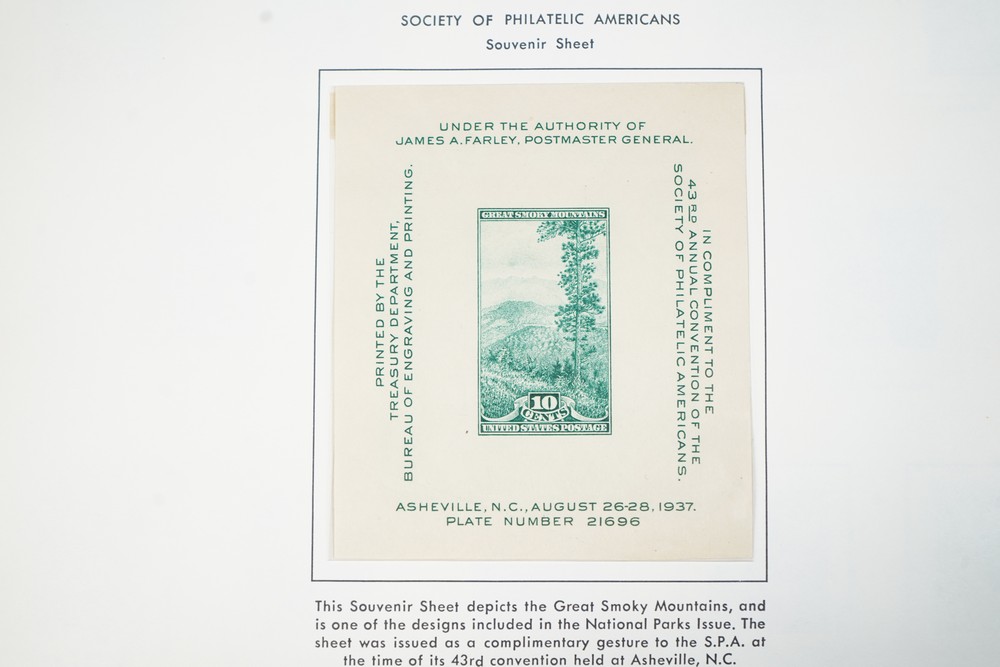 SOCIETY OF PHILATELIC AMERICANS
Souvenir Sheet
UNDER THE AUTHORITY OF
JAMES A. FARLEY, POSTMASTER GENERAL.
PRINTED BY THE
TREASURY DEPARTMENT,
BUREAU OF ENGRAVING AND PRINTING.
GREAT SMOKY MOUNTAINS
10
CENTS
UNITED STATES POSTAGE
IN COMPLIMENT TO THE
43RD ANNUAL CONVENTION OF THE
SOCIETY OF PHILATELIC AMERICANS.
ASHEVILLE, N.C., AUGUST 26-28, 1937.
PLATE NUMBER 21696
This Souvenir Sheet depicts the Great Smoky Mountains, and
is one of the designs included in the National Parks Issue. The
sheet was issued as a complimentary gesture to the S.P.A. at
the time of its 43rd convention held at Asheville, N.C.